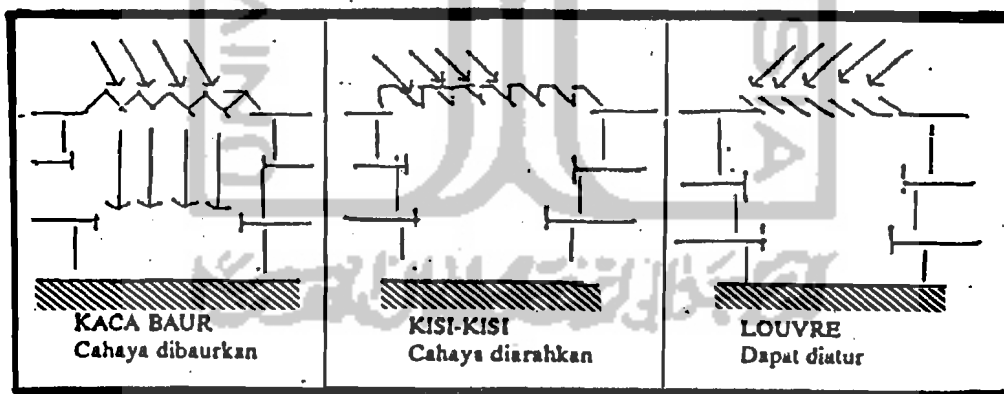 KACA BAUR
Cahaya dibaurkan
KISI-KISI
Cahaya diarahkan
LOUVRE
Dapat diatur